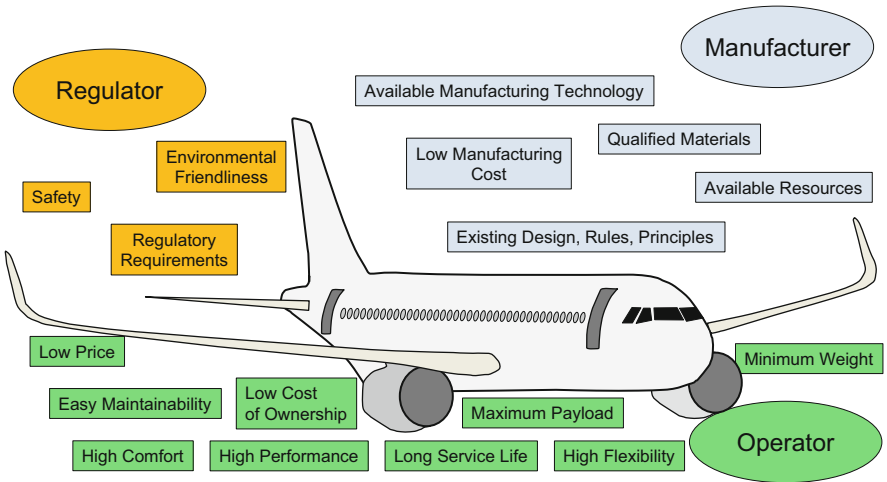 Manufacturer
Regulator
Available Manufacturing Technology
Qualified Materials
Environmental
Friendliness
Low Manufacturing
Cost
Available Resources
Safety
Regulatory
Requirements
Existing Design, Rules, Principles
Low Price
Minimum Weight
Easy Maintainability
Low Cost
of Ownership
Maximum Payload
Operator
High Comfort
High Performance
Long Service Life
High Flexibility